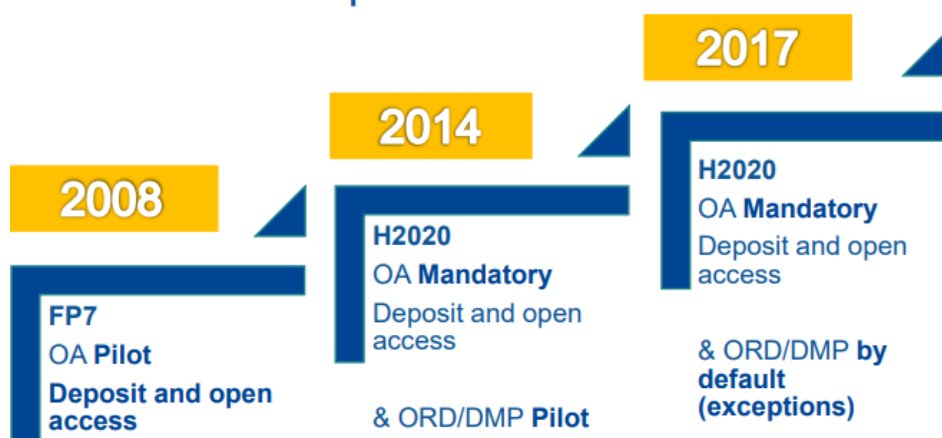 2008
FP7
OA Pilot
Deposit and open
access
2014
H2020
OA Mandatory
Deposit and open
access
& ORD/DMP Pilot
2017
H2020
OA Mandatory
Deposit and open
access
& ORD/DMP by
default
(exceptions)